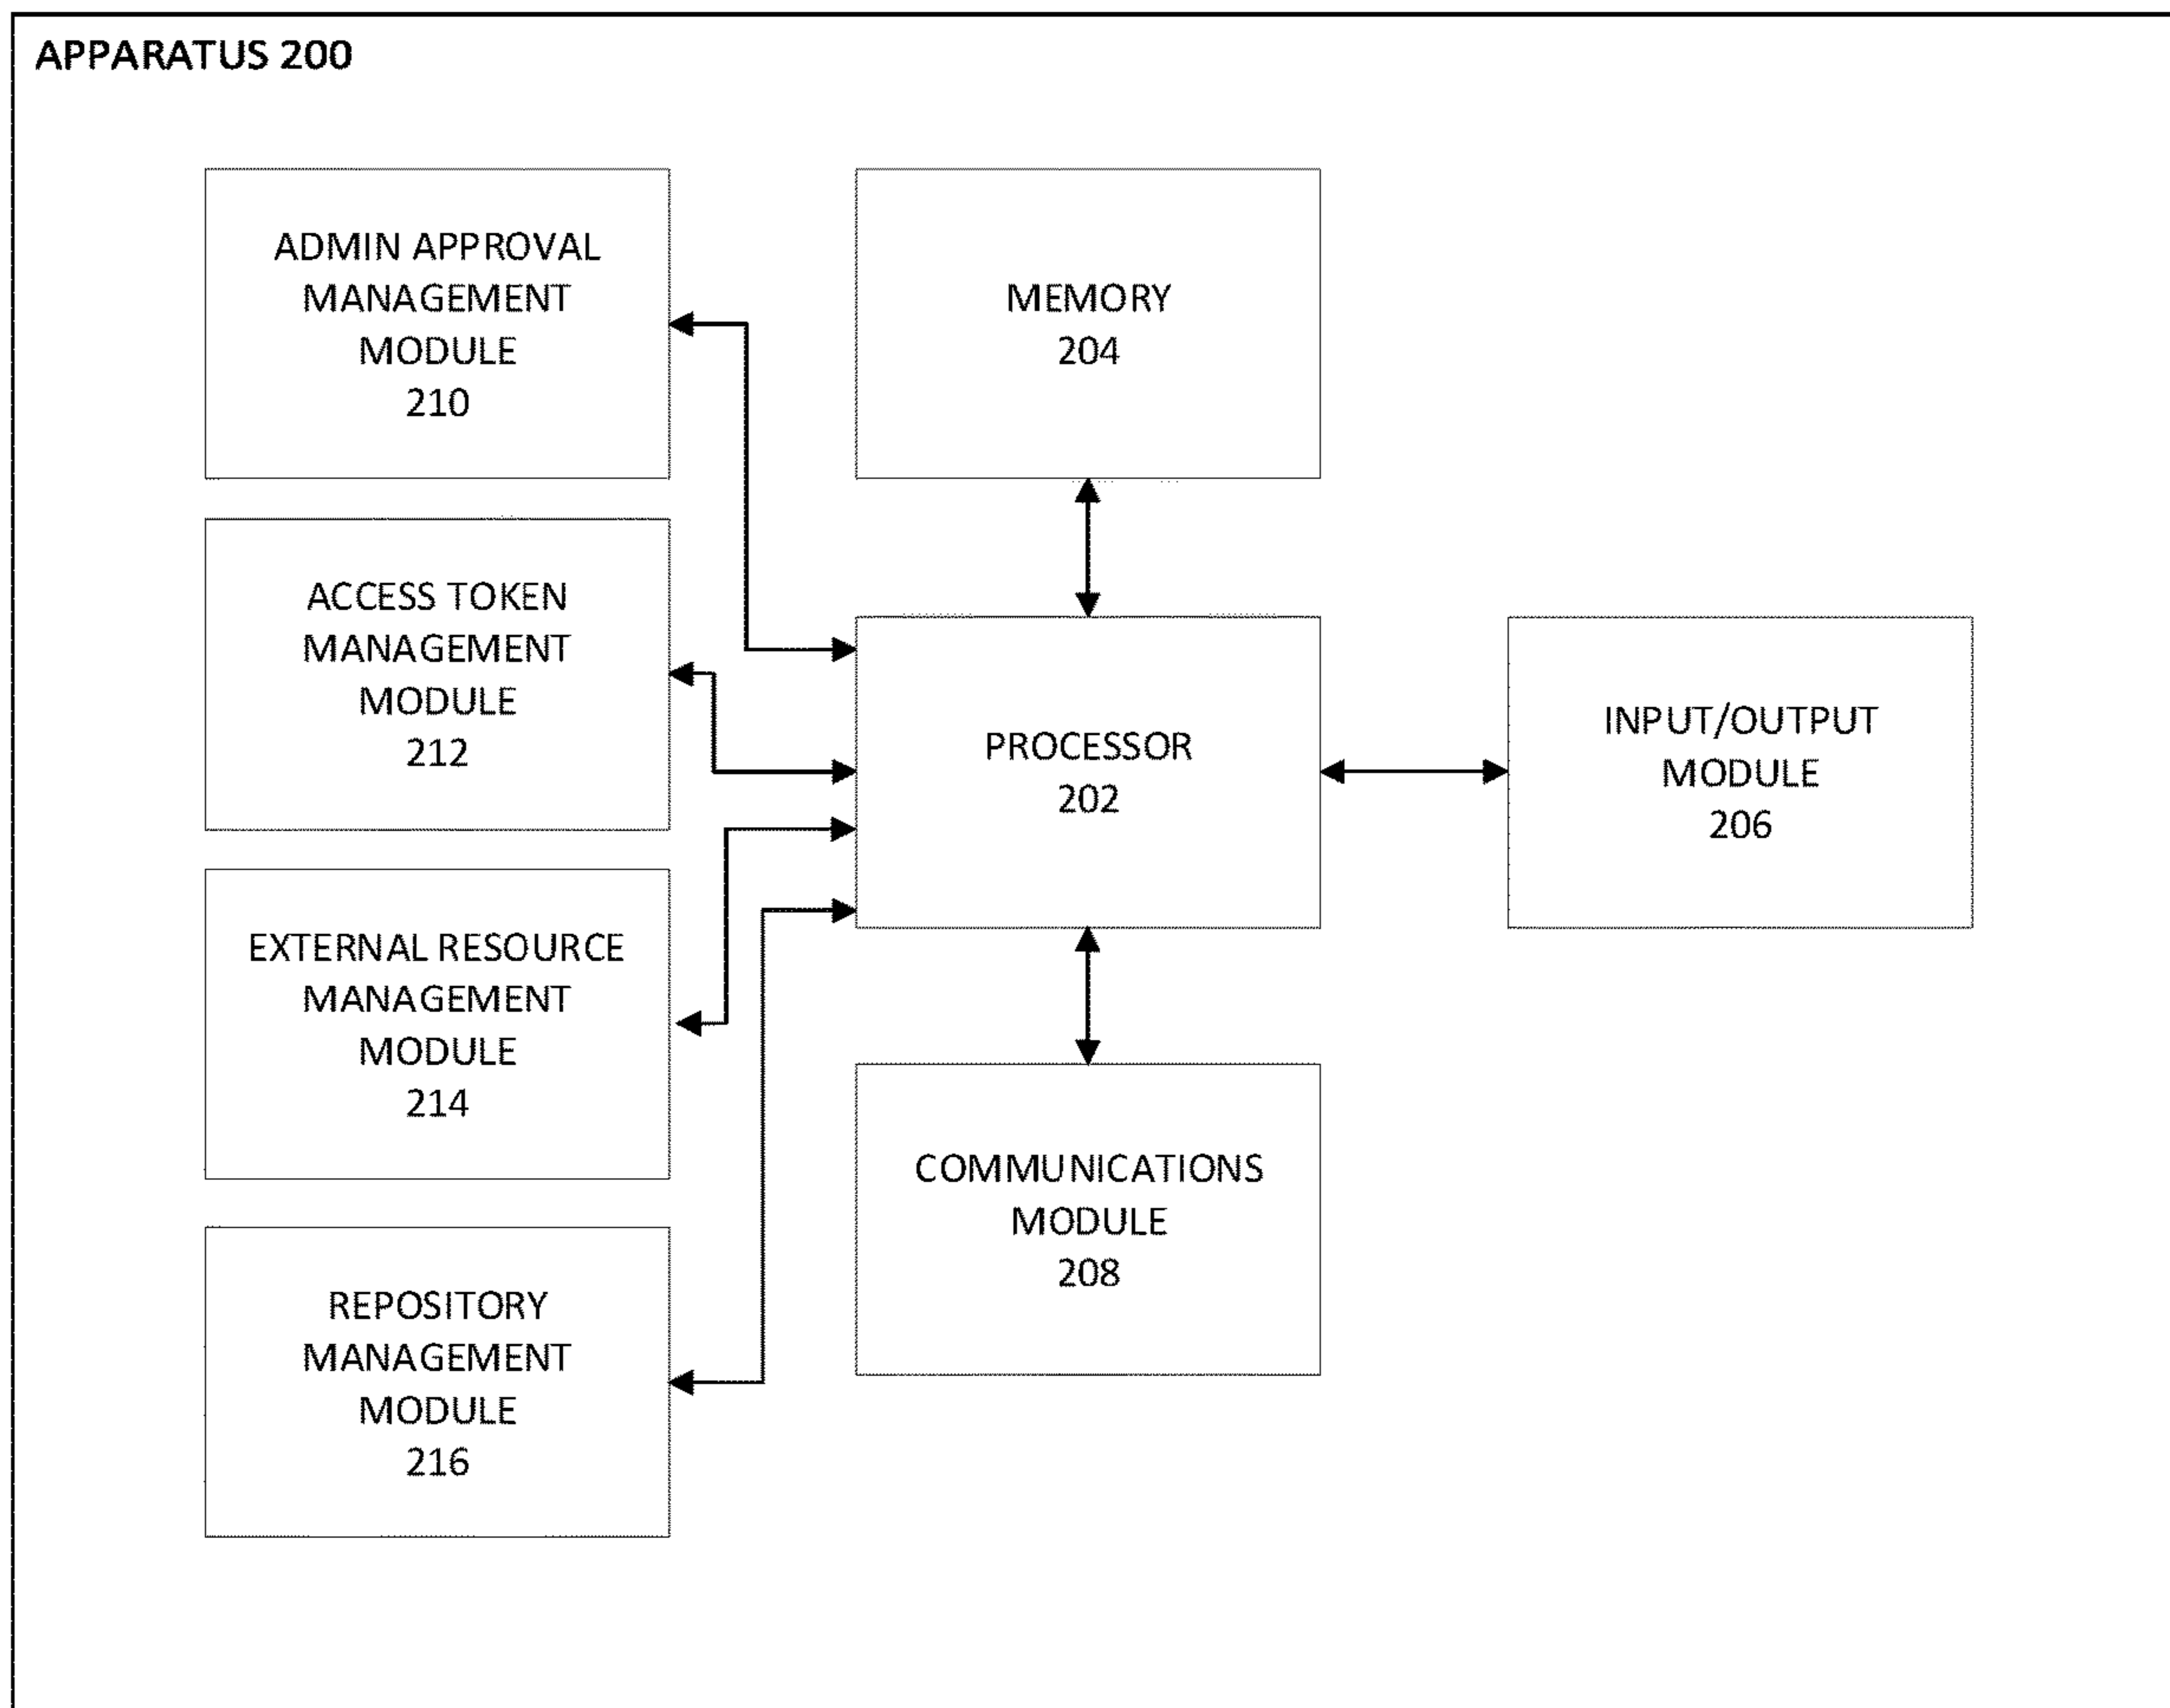 APPARATUS 200
ADMIN APPROVAL
MANAGEMENT
MODULE
210
MEMORY
204
ACCESS TOKEN
MANAGEMENT
MODULE
212
PROCESSOR
202
INPUT/OUTPUT
MODULE
206
EXTERNAL RESOURCE
MANAGEMENT
MODULE
214
COMMUNICATIONS
MODULE
208
REPOSITORY
MANAGEMENT
MODULE
216